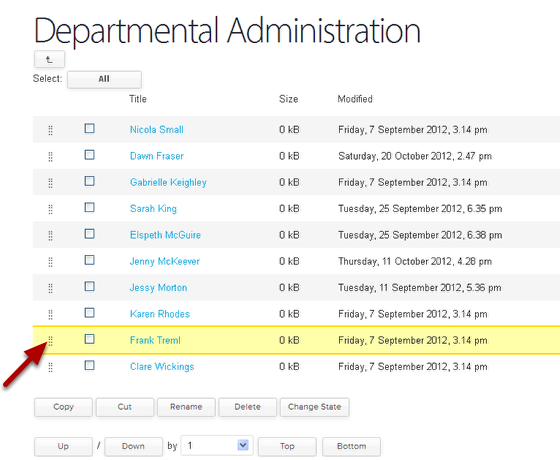 Departmental Administration
Select: All
Title Size Modified
Nicola Small 0 kB Friday, 7 September 2012, 3.14 pm
Dawn Fraser 0 kB Saturday, 20 October 2012, 2.47 pm
Gabrielle Keighley 0 kB Friday, 7 September 2012, 3.14 pm
Sarah King 0 kB Tuesday, 25 September 2012, 6.35 pm
Elspeth McGuire 0 kB Tuesday, 25 September 2012, 6.38 pm
Jenny McKeever 0 kB Thursday, 11 October 2012, 4.28 pm
Jessy Morton 0 kB Tuesday, 11 September 2012, 5.36 pm
Karen Rhodes 0 kB Friday, 7 September 2012, 3.14 pm
Frank Treml 0 kB Friday, 7 September 2012, 3.14 pm
Clare Wickings 0 kB Friday, 7 September 2012, 3.14 pm
Copy Cut Rename Delete Change State
Up / Down by 1 Top Bottom